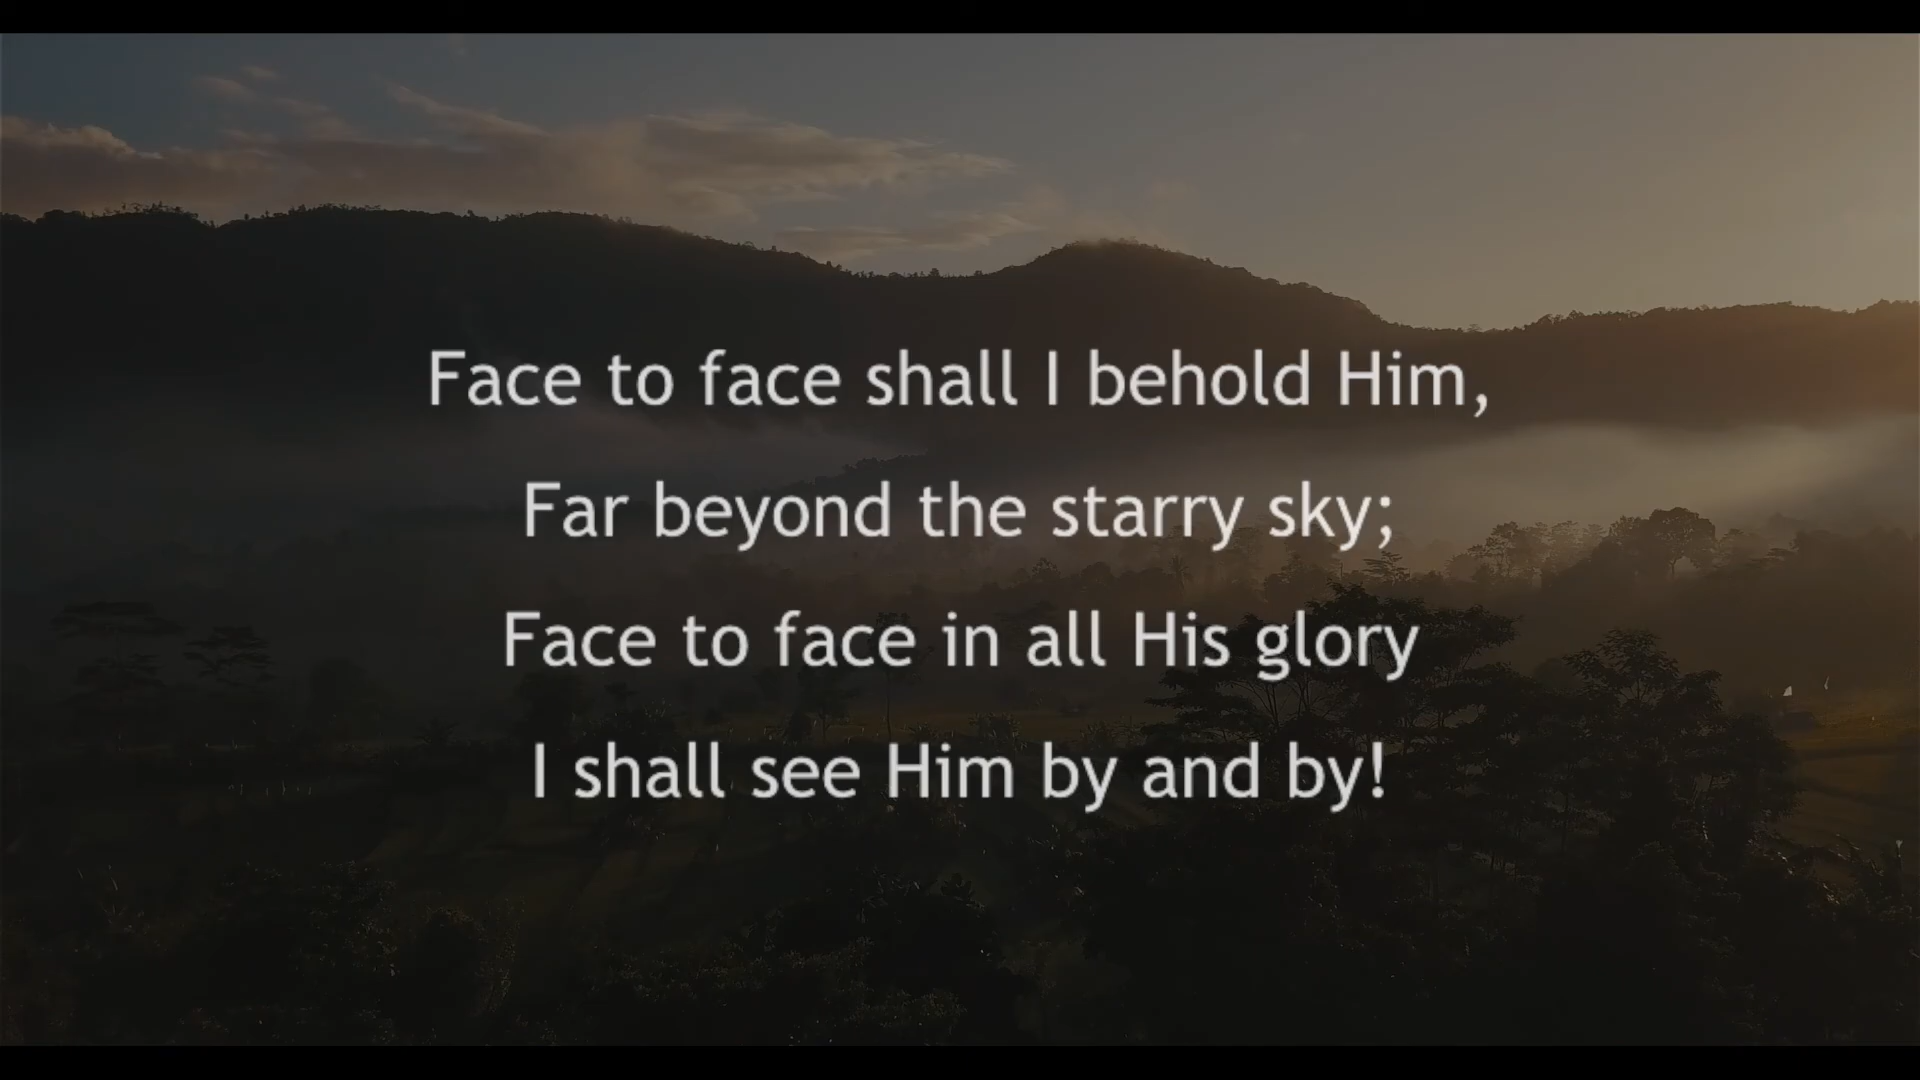 Face to face shall I behold Him,
Far beyond the starry sky;
Face to face in all His glory
I shall see Him by and by!